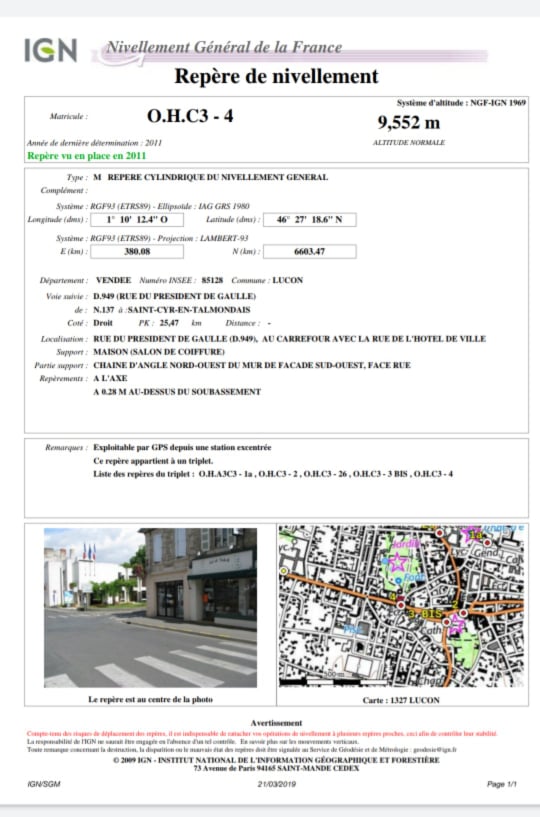 IGN Nivellement Général de la France
Repère de nivellement
Système d'altitude : NGF-IGN 1969
Matricule : O.H.C3 - 4
9,552 m
ALTITUDE NORMALE
Année de dernière détermination : 2011
Repère vu en place en 2011
Type : M REPERE CYLINDRIQUE DU NIVELLEMENT GENERAL
Complément :
Système : RGF93 (ETRS89) - Ellipsoïde : IAG GRS 1980
Longitude (dms) : 1° 10' 12.4" O Latitude (dms) : 46° 27' 18.6" N
Système : RGF93 (ETRS89) - Projection : LAMBERT-93
E (km) : 380.08 N (km) : 6603.47
Département : VENDEE Numéro INSEE : 85128 Commune : LUCON
Voie suivie : D.949 (RUE DU PRESIDENT DE GAULLE)
de : N.137 à : SAINT-CYR-EN-TALMONDAIS
Coté : Droit PK : 25,47 km Distance : -
Localisation : RUE DU PRESIDENT DE GAULLE (D.949), AU CARREFOUR AVEC LA RUE DE L'HOTEL DE VILLE
Support : MAISON (SALON DE COIFFURE)
Partie support : CHAINE D'ANGLE NORD-OUEST DU MUR DE FACADE SUD-OUEST, FACE RUE
Repèrements : A L'AXE
A 0.28 M AU-DESSUS DU SOUBASSEMENT
Remarques : Exploitable par GPS depuis une station excentrée
Ce repère appartient à un triplet.
Liste des repères du triplet : O.H.A3C3 - 1a , O.H.C3 - 2 , O.H.C3 - 26 , O.H.C3 - 3 BIS , O.H.C3 - 4
Jardin
Lyc. Génal
4
3-BIS
2
Cath
500 m
Le repère est au centre de la photo
Carte : 1327 LUCON
Avertissement
Compte-tenu des risques de déplacement des repères, il est indispensable de rattacher vos opérations de nivellement à plusieurs repères proches, ceci afin de contrôler leur stabilité.
La responsabilité de l'IGN ne saurait être engagée en l'absence d'un tel contrôle. En savoir plus sur les mouvements verticaux.
Toute remarque concernant la destruction, la disparition ou le mauvais état des repères doit être signalée au Service de Géodésie et de Métrologie : geodesie@ign.fr
© 2009 IGN - INSTITUT NATIONAL DE L'INFORMATION GÉOGRAPHIQUE ET FORESTIÈRE
73 Avenue de Paris 94165 SAINT-MANDE CEDEX
IGN/SGM 21/03/2019 Page 1/1